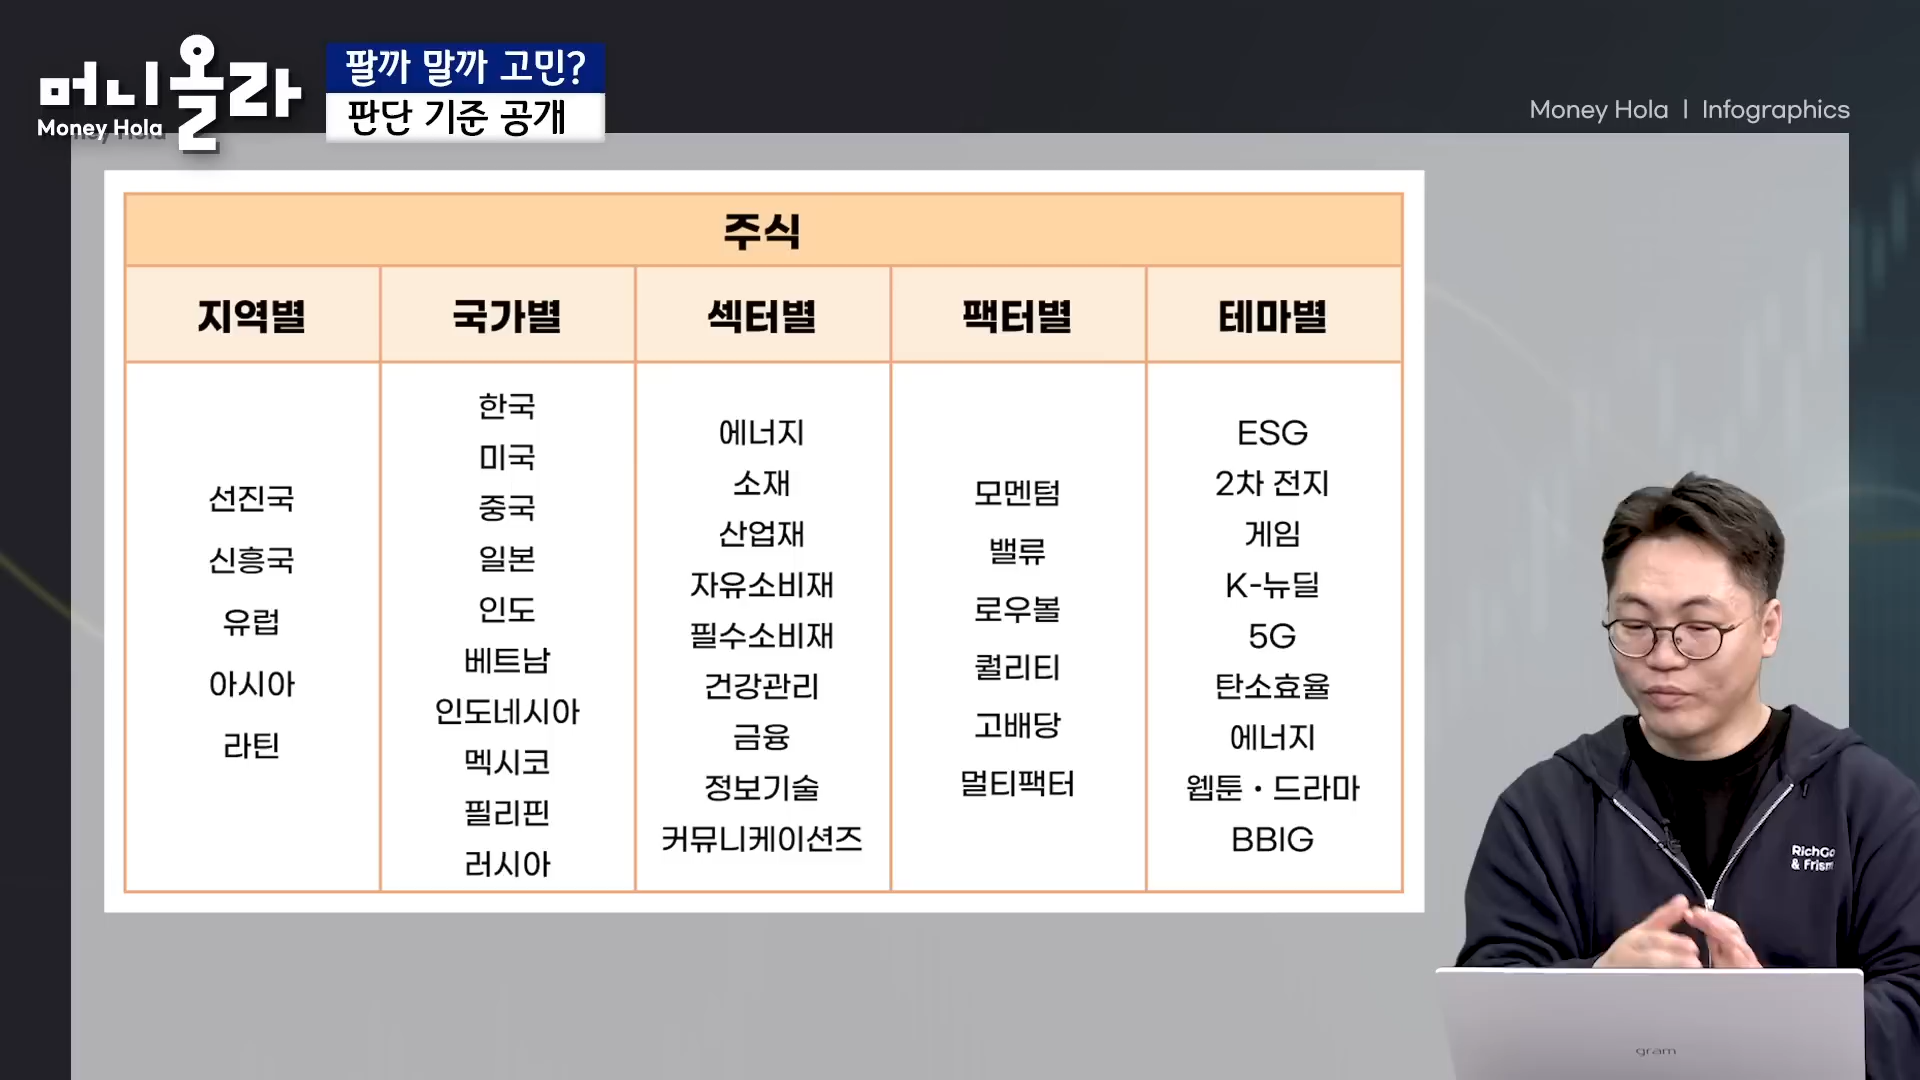 머니올라
Money Hola
팔까 말까 고민?
판단 기준 공개
Money Hola | Infographics
주식
지역별
국가별
섹터별
팩터별
테마별
선진국
신흥국
유럽
아시아
라틴
한국
미국
중국
일본
인도
베트남
인도네시아
멕시코
필리핀
러시아
에너지
소재
산업재
자유소비재
필수소비재
건강관리
금융
정보기술
커뮤니케이션즈
모멘텀
밸류
로우볼
퀄리티
고배당
멀티팩터
ESG
2차 전지
게임
K-뉴딜
5G
탄소효율
에너지
웹툰・드라마
BBIG
RichGo
& Frism
gram